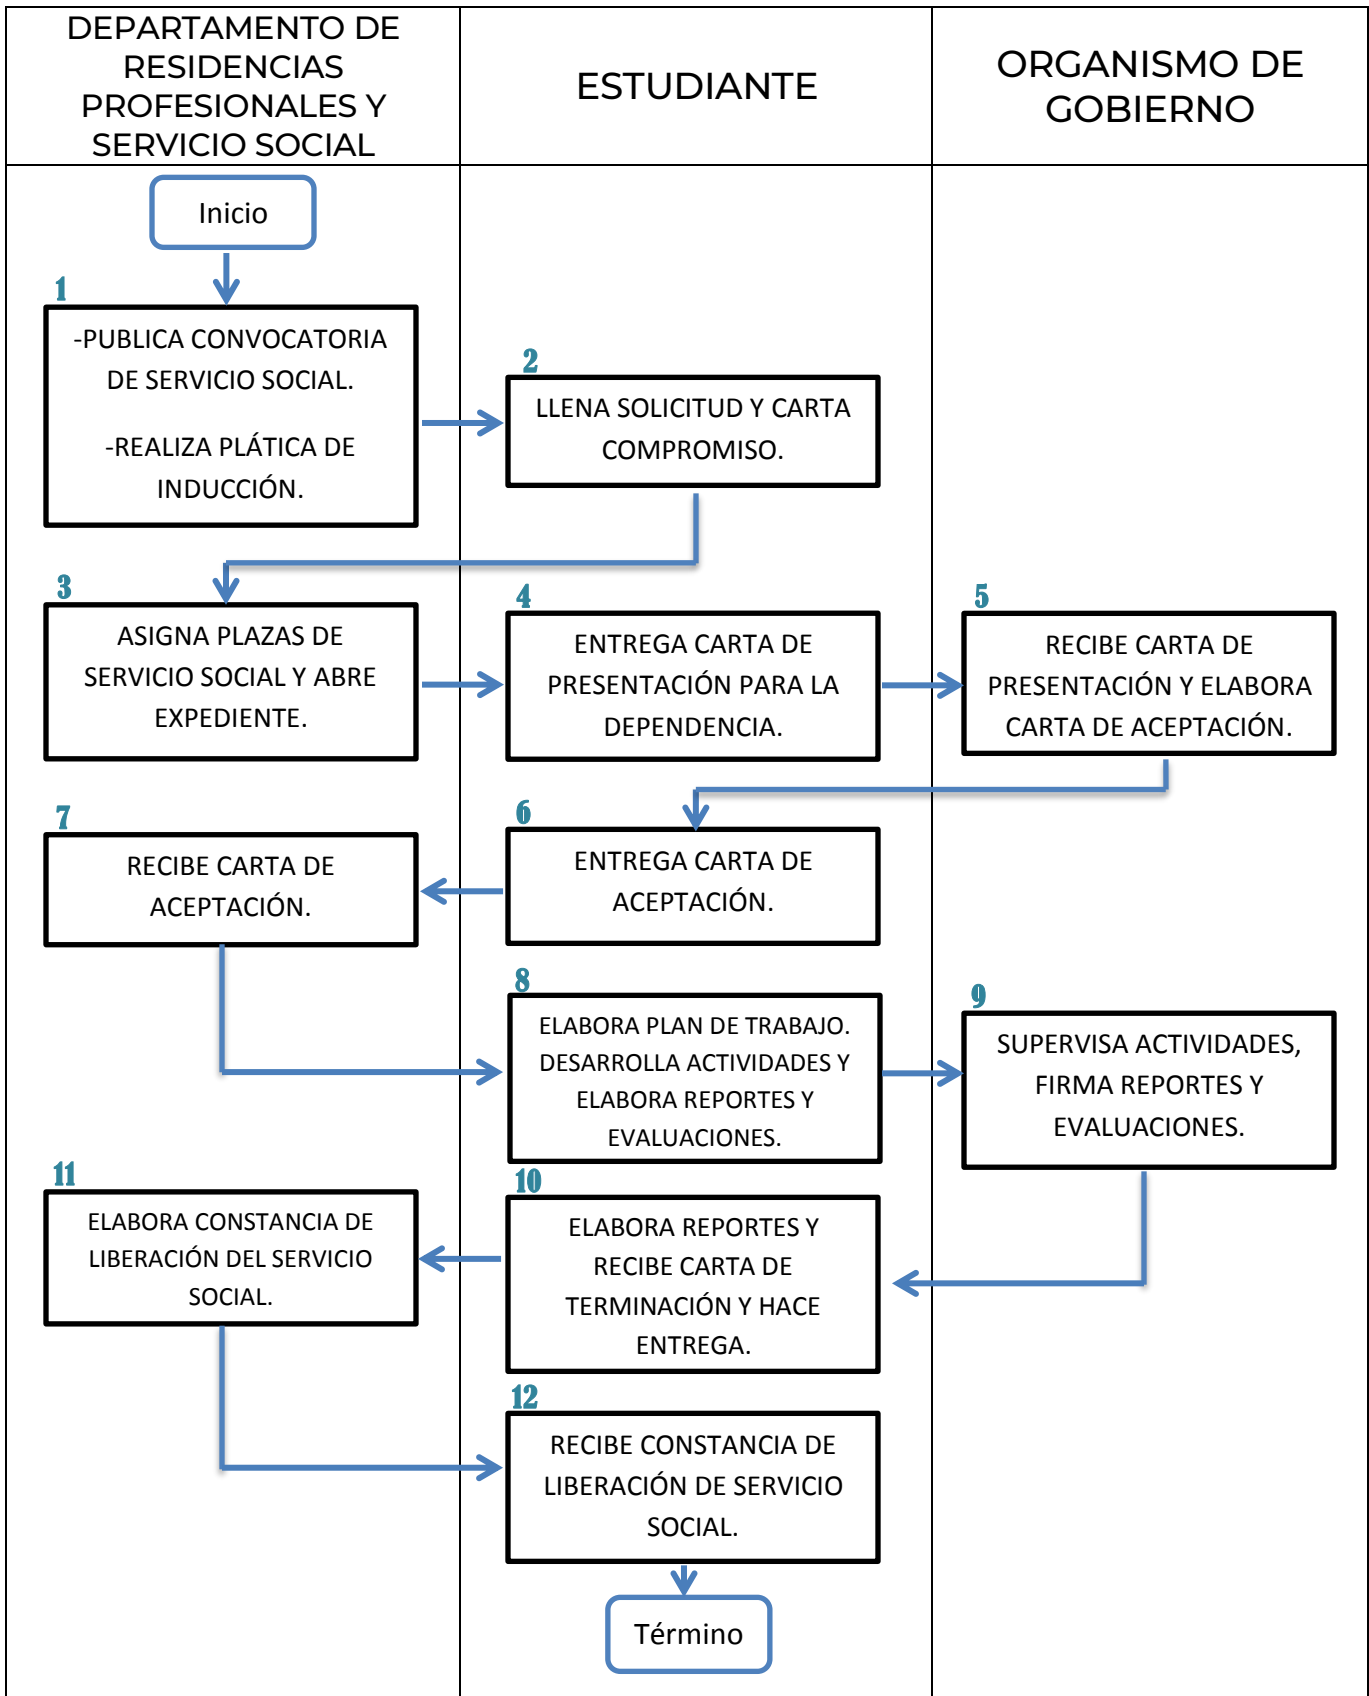 DEPARTAMENTO DE
RESIDENCIAS
PROFESIONALES Y
SERVICIO SOCIAL
ESTUDIANTE
ORGANISMO DE
GOBIERNO
Inicio
1
-PUBLICA CONVOCATORIA
DE SERVICIO SOCIAL.
-REALIZA PLÁTICA DE
INDUCCIÓN.
2
LLENA SOLICITUD Y CARTA
COMPROMISO.
3
ASIGNA PLAZAS DE
SERVICIO SOCIAL Y ABRE
EXPEDIENTE.
4
ENTREGA CARTA DE
PRESENTACIÓN PARA LA
DEPENDENCIA.
5
RECIBE CARTA DE
PRESENTACIÓN Y ELABORA
CARTA DE ACEPTACIÓN.
6
ENTREGA CARTA DE
ACEPTACIÓN.
7
RECIBE CARTA DE
ACEPTACIÓN.
8
ELABORA PLAN DE TRABAJO.
DESARROLLA ACTIVIDADES Y
ELABORA REPORTES Y
EVALUACIONES.
9
SUPERVISA ACTIVIDADES,
FIRMA REPORTES Y
EVALUACIONES.
10
ELABORA REPORTES Y
RECIBE CARTA DE
TERMINACIÓN Y HACE
ENTREGA.
11
ELABORA CONSTANCIA DE
LIBERACIÓN DEL SERVICIO
SOCIAL.
12
RECIBE CONSTANCIA DE
LIBERACIÓN DE SERVICIO
SOCIAL.
Término